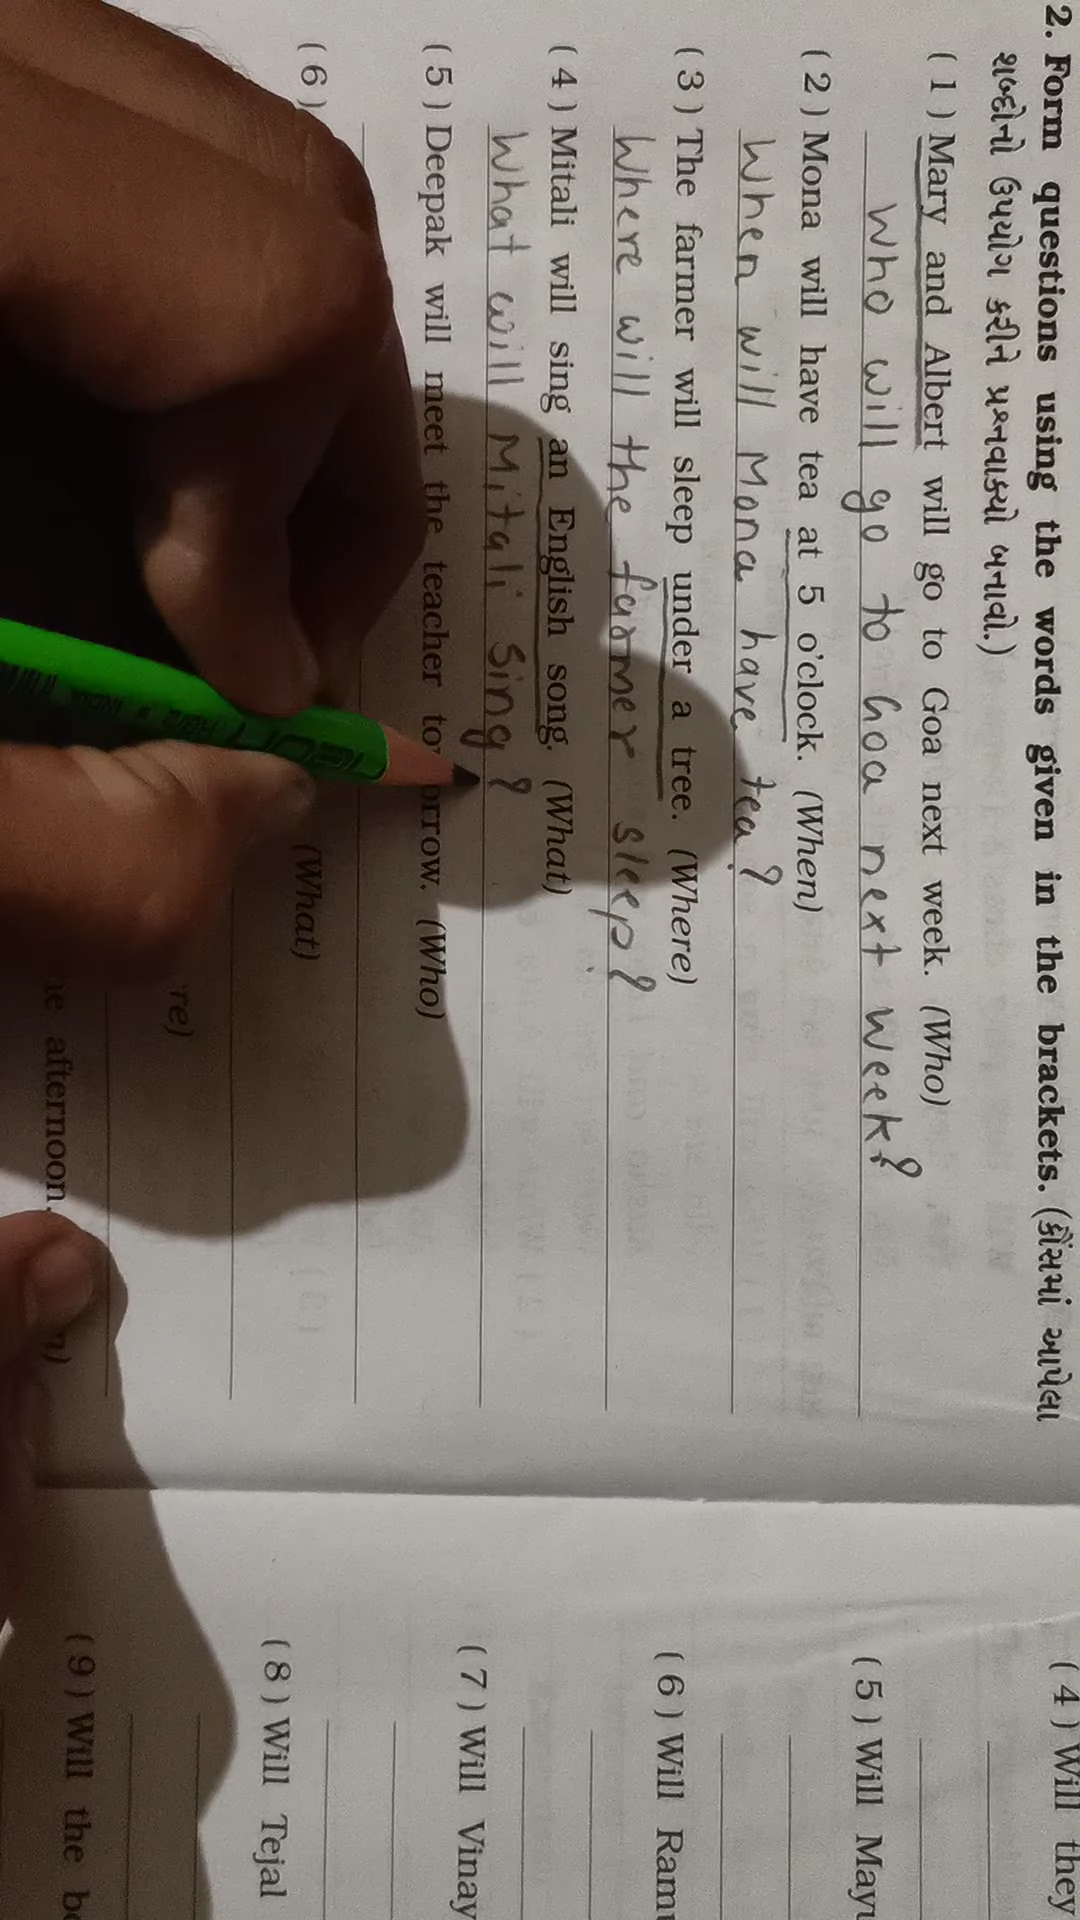 2. Form questions using the words given in the brackets. (કૌંસમાં આપેલા
શબ્દોનો ઉપયોગ કરીને પ્રશ્નવાક્યો બનાવો.)
(1) Mary and Albert will go to Goa next week. (Who)
Who will go to hoa next week?
(2) Mona will have tea at 5 o'clock. (When)
When will Mona have tea?
(3) The farmer will sleep under a tree. (Where)
Where will the farmer sleep?
(4) Mitali will sing an English song. (What)
What will Mitali sing?
(5) Deepak will meet the teacher orrow. (Who)
(6) (What)
re)
afternoon.
(4) Will they
(5) Will
(6) Will
(7) Will Vinay
(8) Will Tejal
(9) Will the